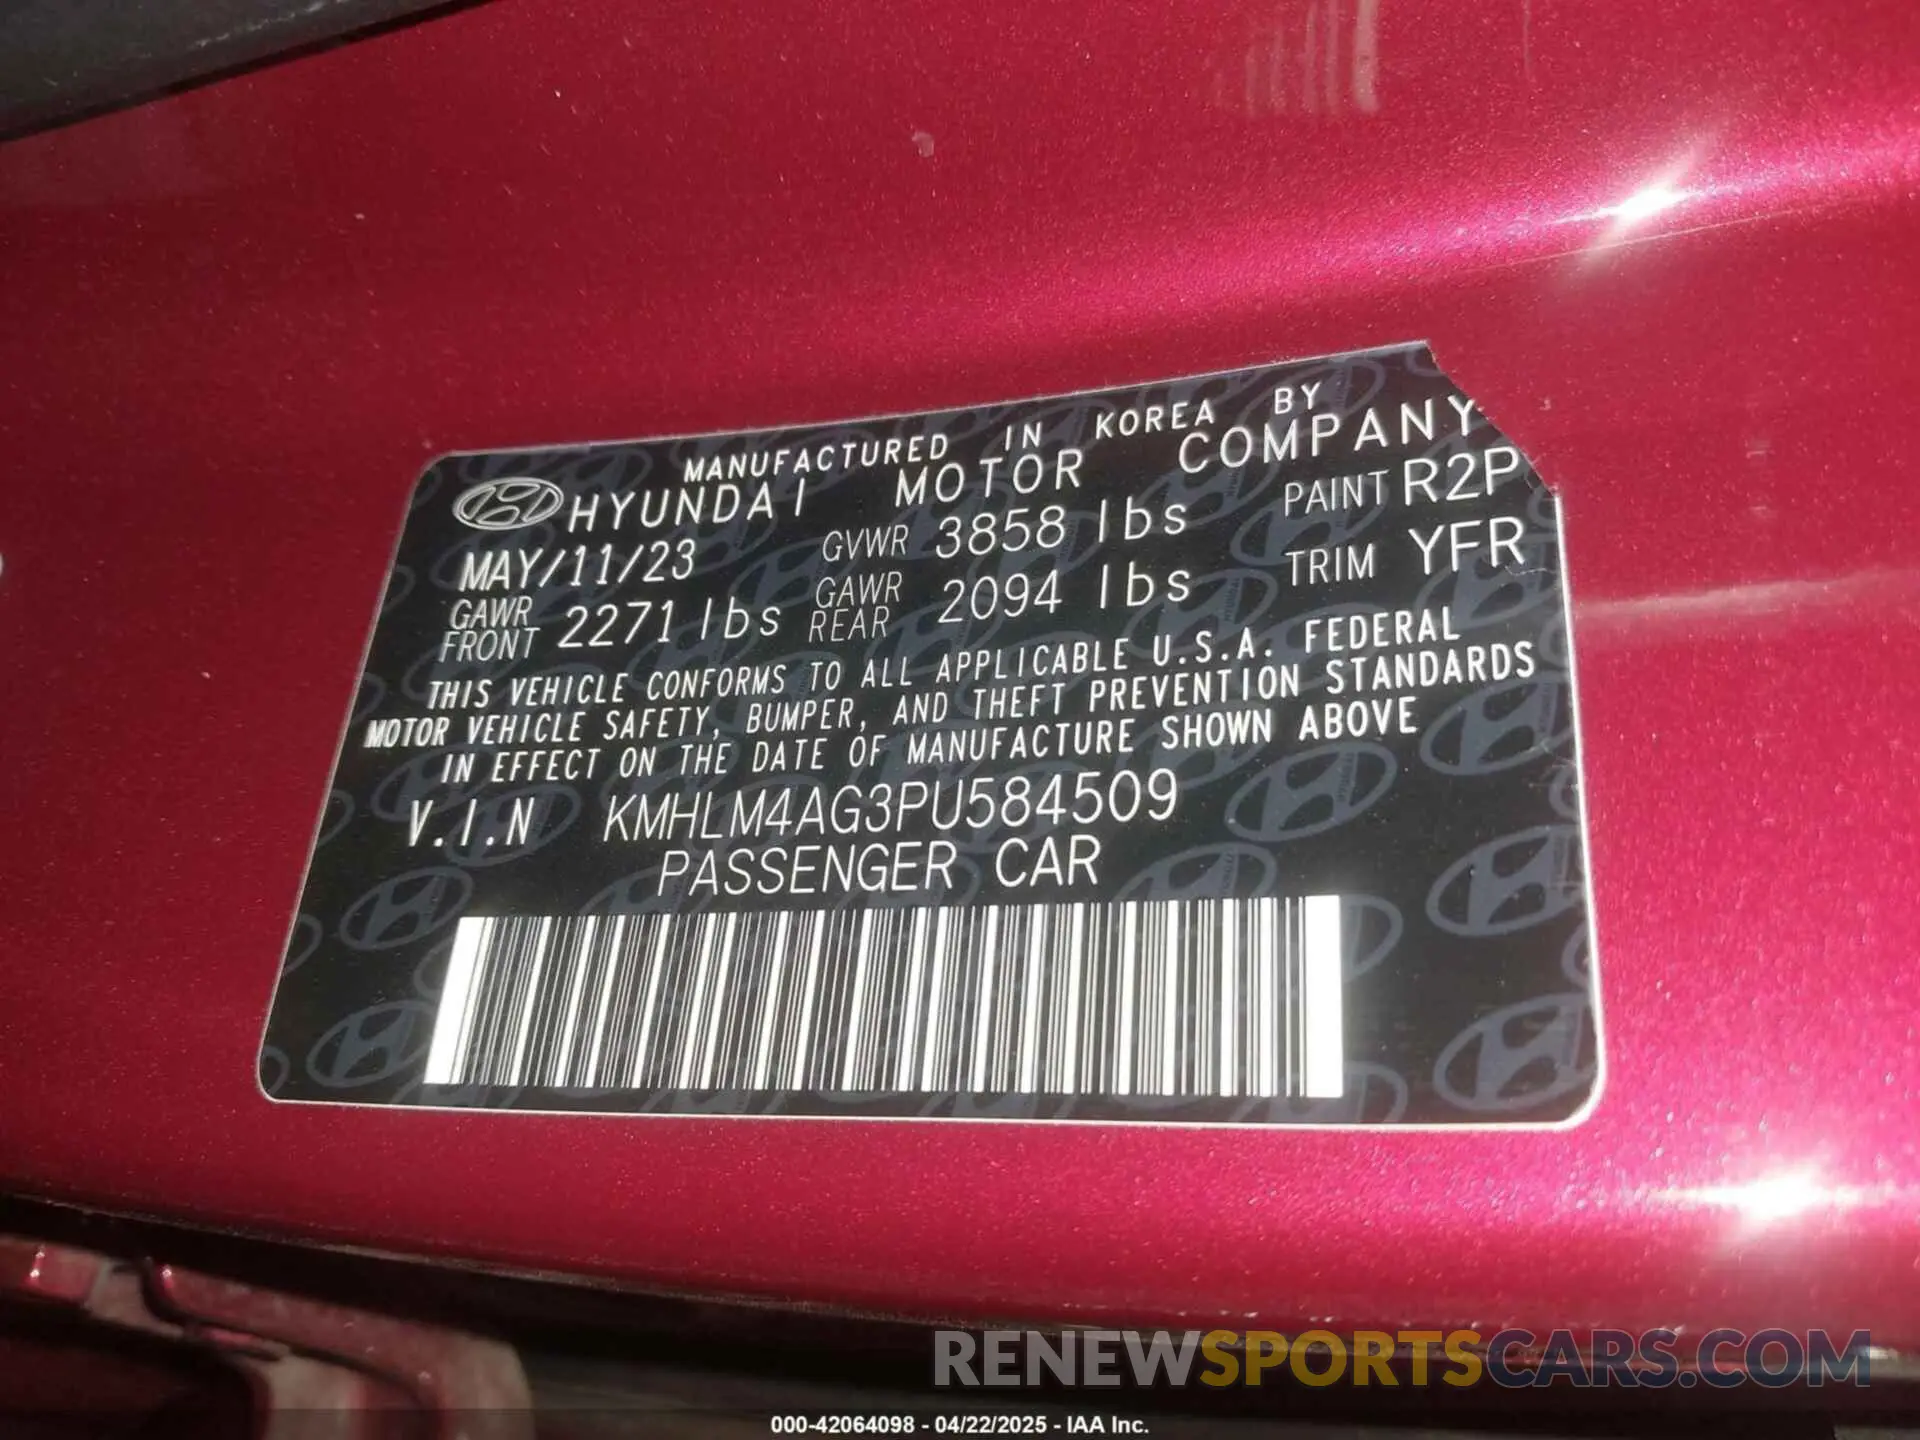 MANUFACTURED IN KOREA BY
HYUNDAI MOTOR COMPANY
MAY/11/23 GVWR 3858 lbs PAINT R2P
GAWR FRONT 2271 lbs GAWR REAR 2094 lbs TRIM YFR
THIS VEHICLE CONFORMS TO ALL APPLICABLE U.S.A. FEDERAL
MOTOR VEHICLE SAFETY, BUMPER, AND THEFT PREVENTION STANDARDS
IN EFFECT ON THE DATE OF MANUFACTURE SHOWN ABOVE
V.I.N KMHLM4AG3PU584509
PASSENGER CAR
RENEWSPORTSCARS.COM
000-42064098 - 04/22/2025 - IAA Inc.